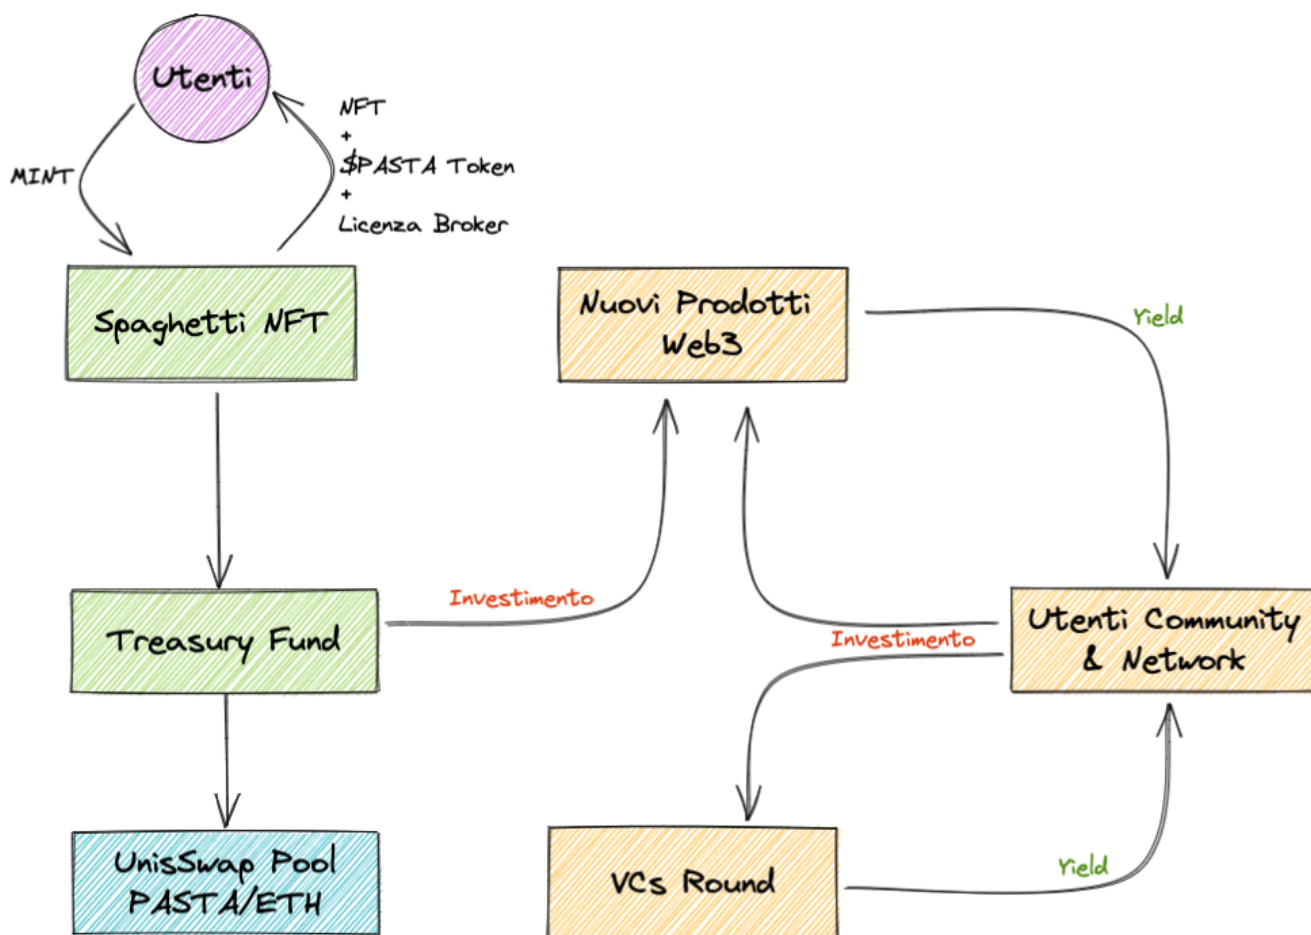 Utenti
NFT
+
$PASTA Token
+
Licenza Broker
MINT
Spaghetti NFT
Nuovi Prodotti
Web3
Yield
Investimento
Treasury Fund
Investimento
Utenti Community
& Network
UnisSwap Pool
PASTA/ETH
VCs Round
Yield